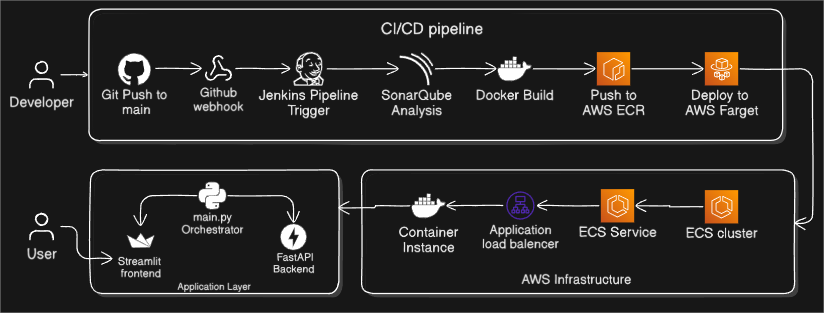 CI/CD pipeline
Developer
Git Push to
main
Github
webhook
Jenkins Pipeline
Trigger
SonarQube
Analysis
Docker Build
Push to
AWS ECR
Deploy to
AWS Farget
User
main.py
Orchestrator
Streamlit
frontend
FastAPI
Backend
Application Layer
Container
Instance
Application
load balencer
ECS Service
ECS cluster
AWS Infrastructure